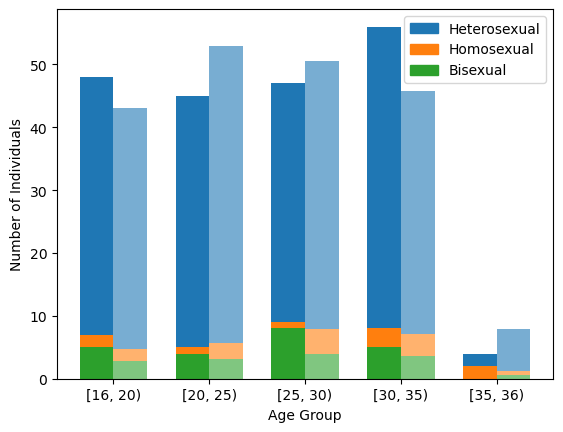 Heterosexual
Homosexual
Bisexual
Number of Individuals
50
40
30
20
10
0
[16, 20)
[20, 25)
[25, 30)
[30, 35)
[35, 36)
Age Group